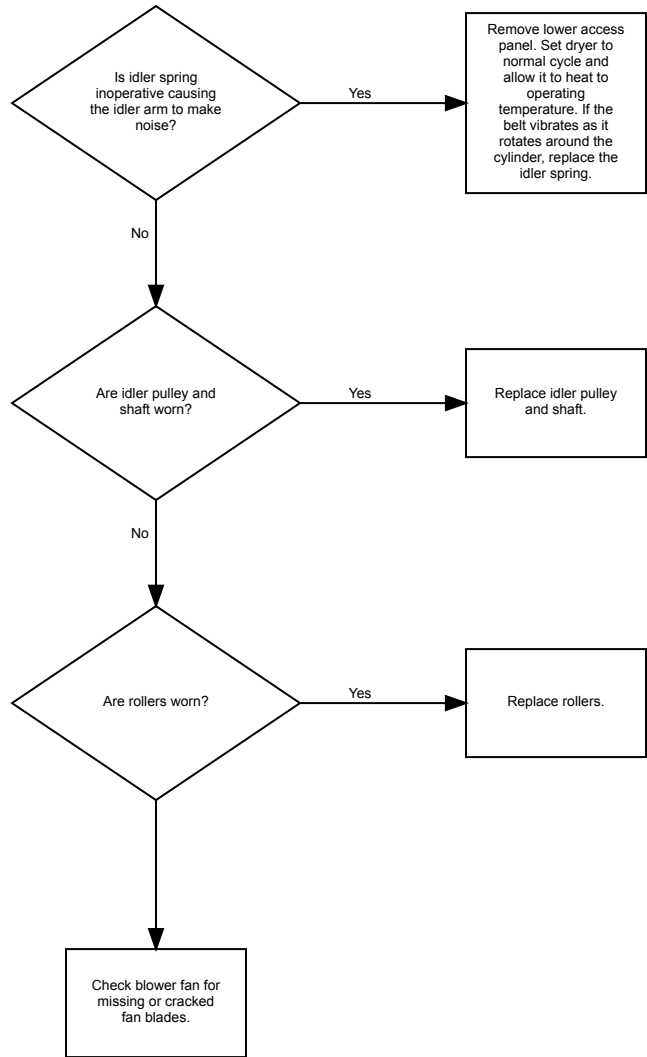 Is idler spring
inoperative causing
the idler arm to make
noise?
Yes
Remove lower access
panel. Set dryer to
normal cycle and
allow it to heat to
operating
temperature. If the
belt vibrates as it
rotates around the
cylinder, replace the
idler spring.
No
Are idler pulley and
shaft worn?
Yes
Replace idler pulley
and shaft.
No
Are rollers worn?
Yes
Replace rollers.
Check blower fan for
missing or cracked
fan blades.